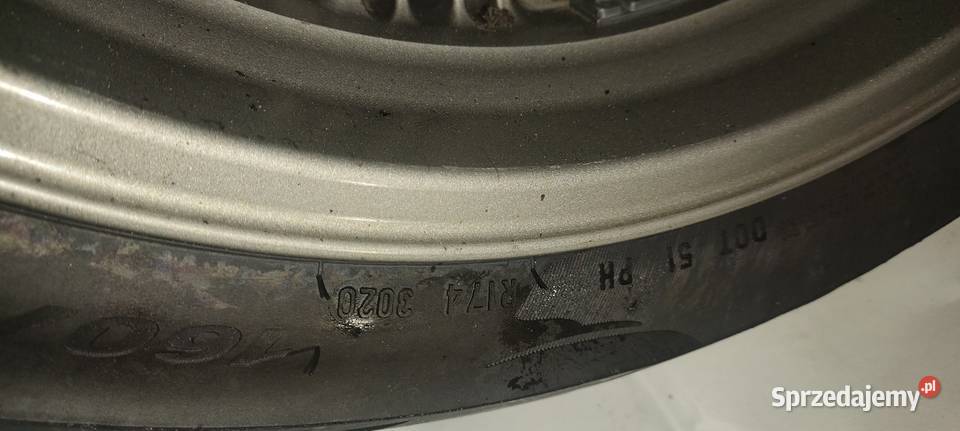 DOT 51 PH R174 3020
Sprzedajemy.pl